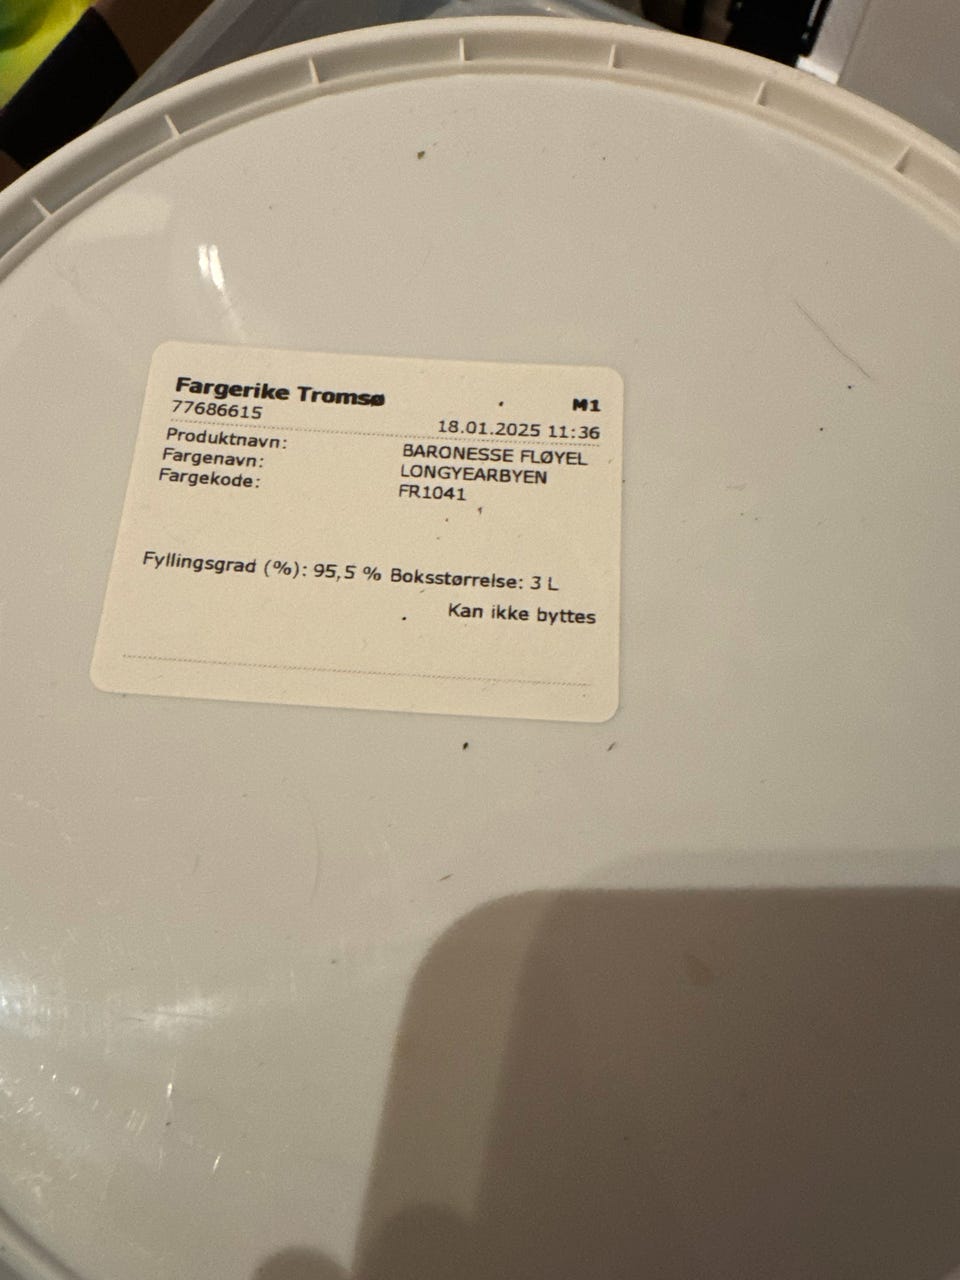 Fargerike Tromsø M1
77686615 18.01.2025 11:36
Produktnavn: BARONESSE FLØYEL
Fargenavn: LONGYEARBYEN
Fargekode: FR1041
Fyllingsgrad (%): 95,5 % Boksstørrelse: 3 L
Kan ikke byttes